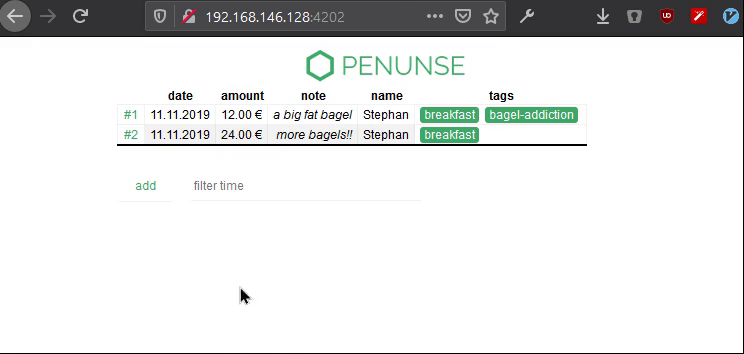 192.168.146.128:4202
PENUNSE
date amount note name tags
#1 11.11.2019 12.00 € a big fat bagel Stephan breakfast bagel-addiction
#2 11.11.2019 24.00 € more bagels!! Stephan breakfast
add filter time